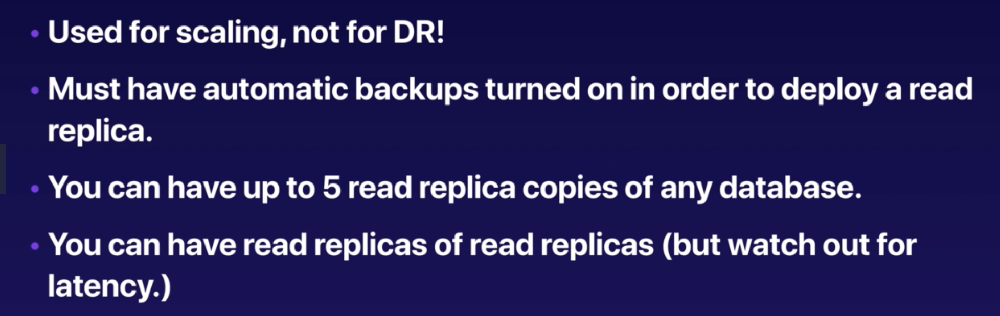 • Used for scaling, not for DR!
• Must have automatic backups turned on in order to deploy a read
replica.
• You can have up to 5 read replica copies of any database.
• You can have read replicas of read replicas (but watch out for
latency.)